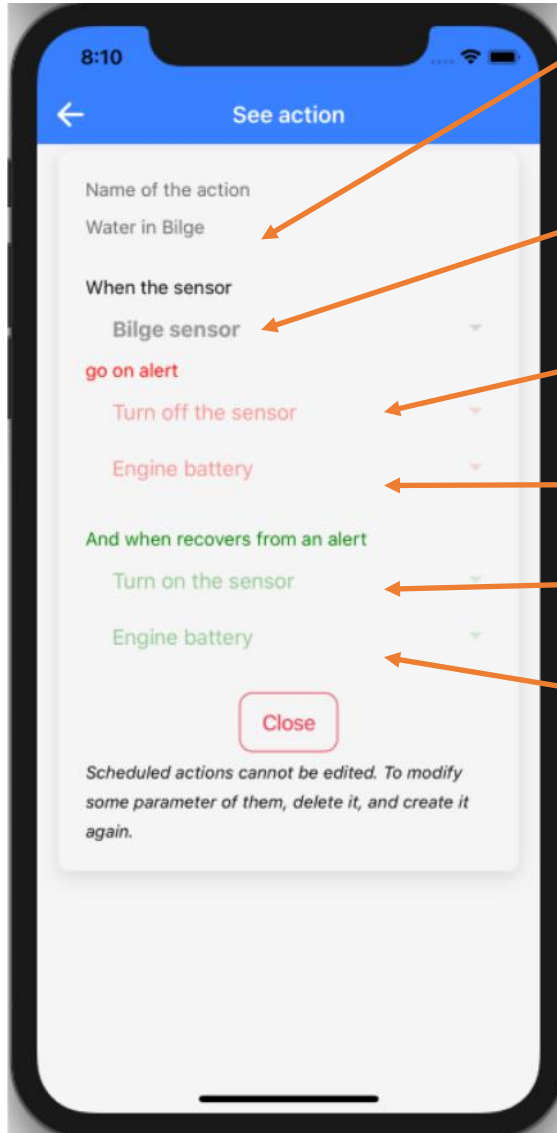 8:10
See action
Name of the action
Water in Bilge
When the sensor
Bilge sensor
go on alert
Turn off the sensor
Engine battery
And when recovers from an alert
Turn on the sensor
Engine battery
Close
Scheduled actions cannot be edited. To modify
some parameter of them, delete it, and create it
again.